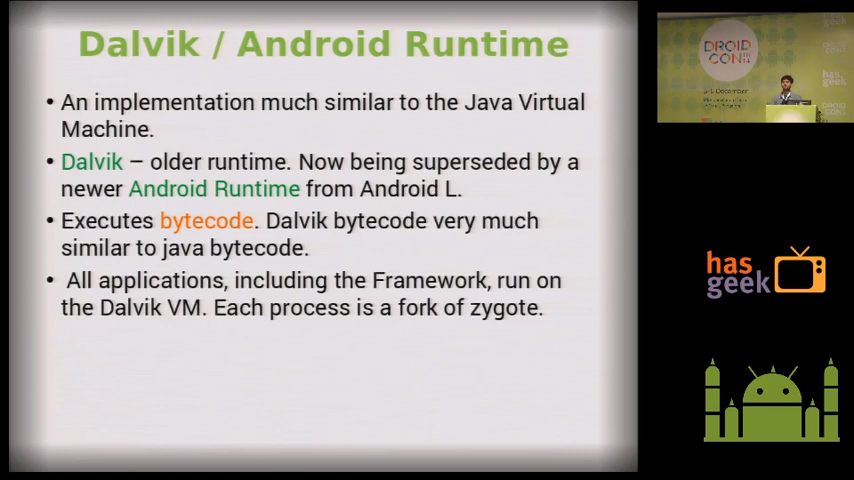 Dalvik / Android Runtime
• An implementation much similar to the Java Virtual
Machine.
• Dalvik – older runtime. Now being superseded by a
newer Android Runtime from Android L.
• Executes bytecode. Dalvik bytecode very much
similar to java bytecode.
• All applications, including the Framework, run on
the Dalvik VM. Each process is a fork of zygote.
DROID
CON
has
geek
has
geek